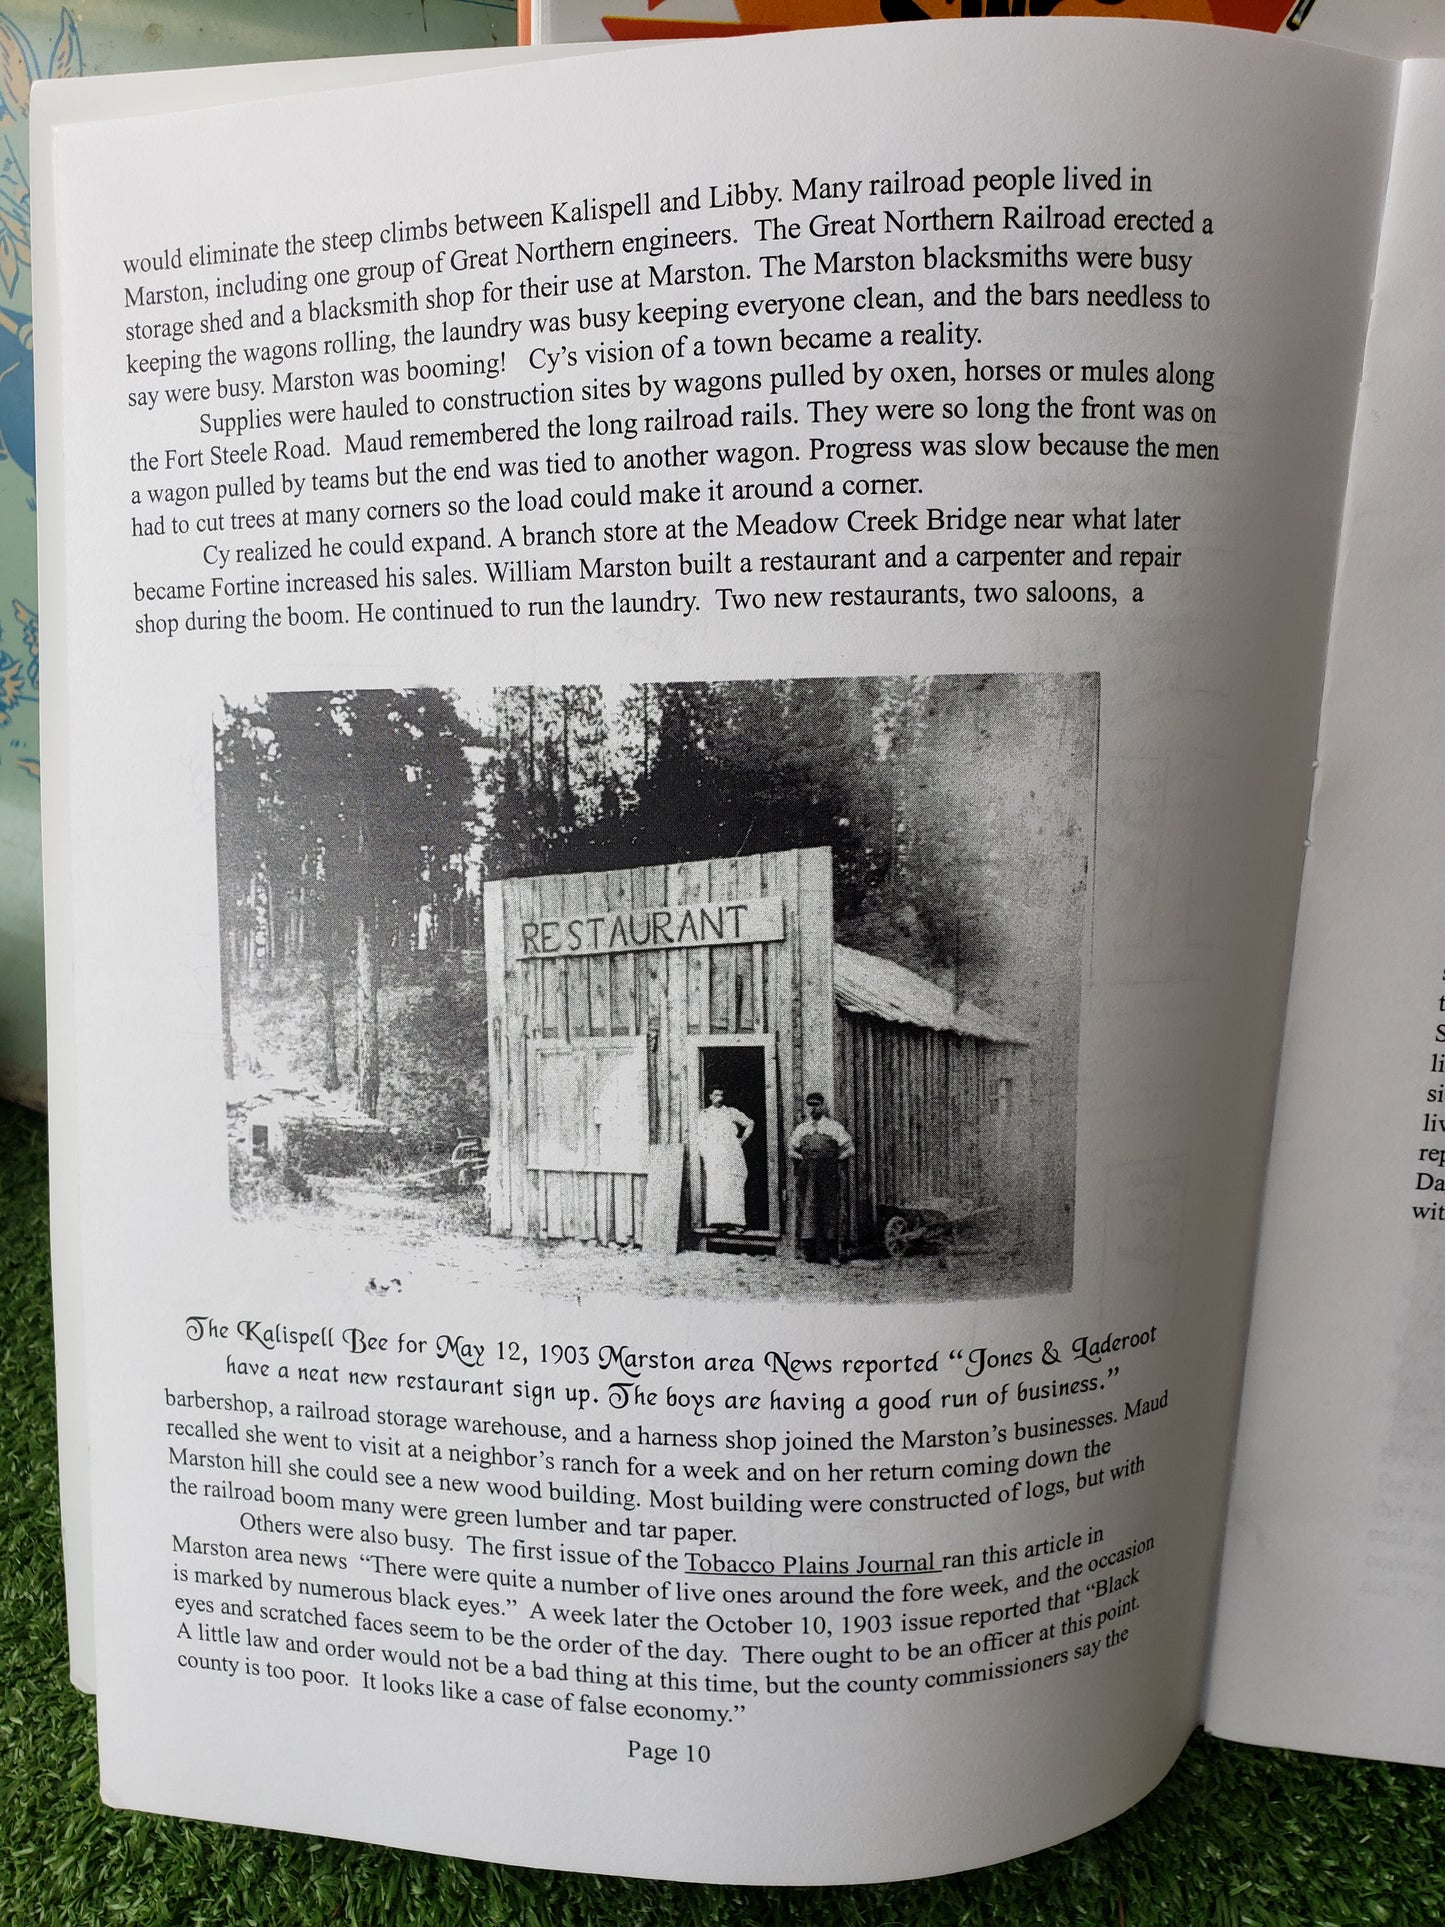 would eliminate the steep climbs between Kalispell and Libby. Many railroad people lived in
Marston, including one group of Great Northern engineers. The Great Northern Railroad erected a
storage shed and a blacksmith shop for their use at Marston. The Marston blacksmiths were busy
keeping the wagons rolling, the laundry was busy keeping everyone clean, and the bars needless to
say were busy. Marston was booming! Cy's vision of a town became a reality.
Supplies were hauled to construction sites by wagons pulled by oxen, horses or mules along
the Fort Steele Road. Maud remembered the long railroad rails. They were so long the front was on
a wagon pulled by teams but the end was tied to another wagon. Progress was slow because the men
had to cut trees at many corners so the load could make it around a corner.
Cy realized he could expand. A branch store at the Meadow Creek Bridge near what later
became Fortine increased his sales. William Marston built a restaurant and a carpenter and repair
shop during the boom. He continued to run the laundry. Two new restaurants, two saloons, a
RESTAURANT
The Kalispell Bee for May 12, 1903 Marston area News reported "Jones & Laderoot
have a neat new restaurant sign up. The boys are having a good run of business."
barbershop, a railroad storage warehouse, and a harness shop joined the Marston's businesses. Maud
recalled she went to visit at a neighbor's ranch for a week and on her return coming down the
Marston hill she could see a new wood building. Most building were constructed of logs, but with
the railroad boom many were green lumber and tar paper.
Others were also busy. The first issue of the Tobacco Plains Journal ran this article in
Marston area news "There were quite a number of live ones around the fore week, and the occasion
is marked by numerous black eyes." A week later the October 10, 1903 issue reported that "Black
eyes and scratched faces seem to be the order of the day. There ought to be an officer at this point.
A little law and order would not be a bad thing at this time, but the county commissioners say the
county is too poor. It looks like a case of false economy."
Page 10